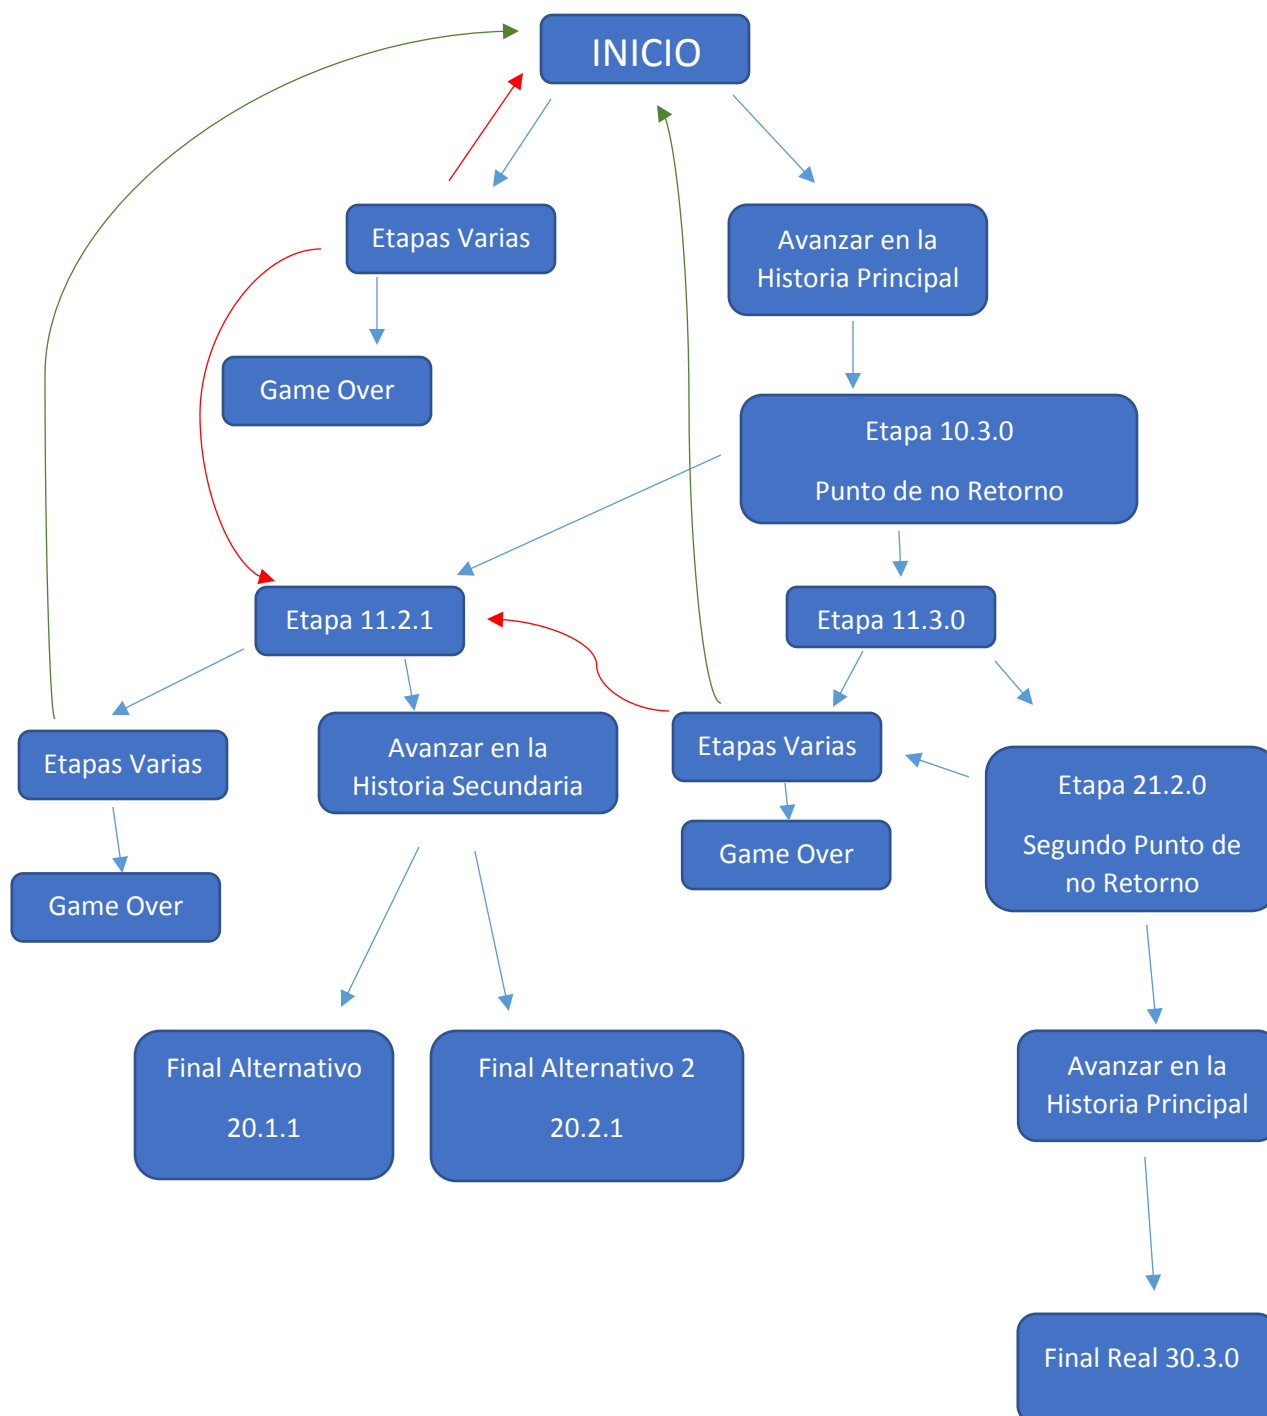 INICIO
Etapas Varias
Avanzar en la
Historia Principal
Game Over
Etapa 10.3.0
Punto de no Retorno
Etapa 11.2.1
Etapa 11.3.0
Etapas Varias
Avanzar en la
Historia Secundaria
Etapas Varias
Etapa 21.2.0
Segundo Punto de
no Retorno
Game Over
Game Over
Final Alternativo
20.1.1
Final Alternativo 2
20.2.1
Avanzar en la
Historia Principal
Final Real 30.3.0